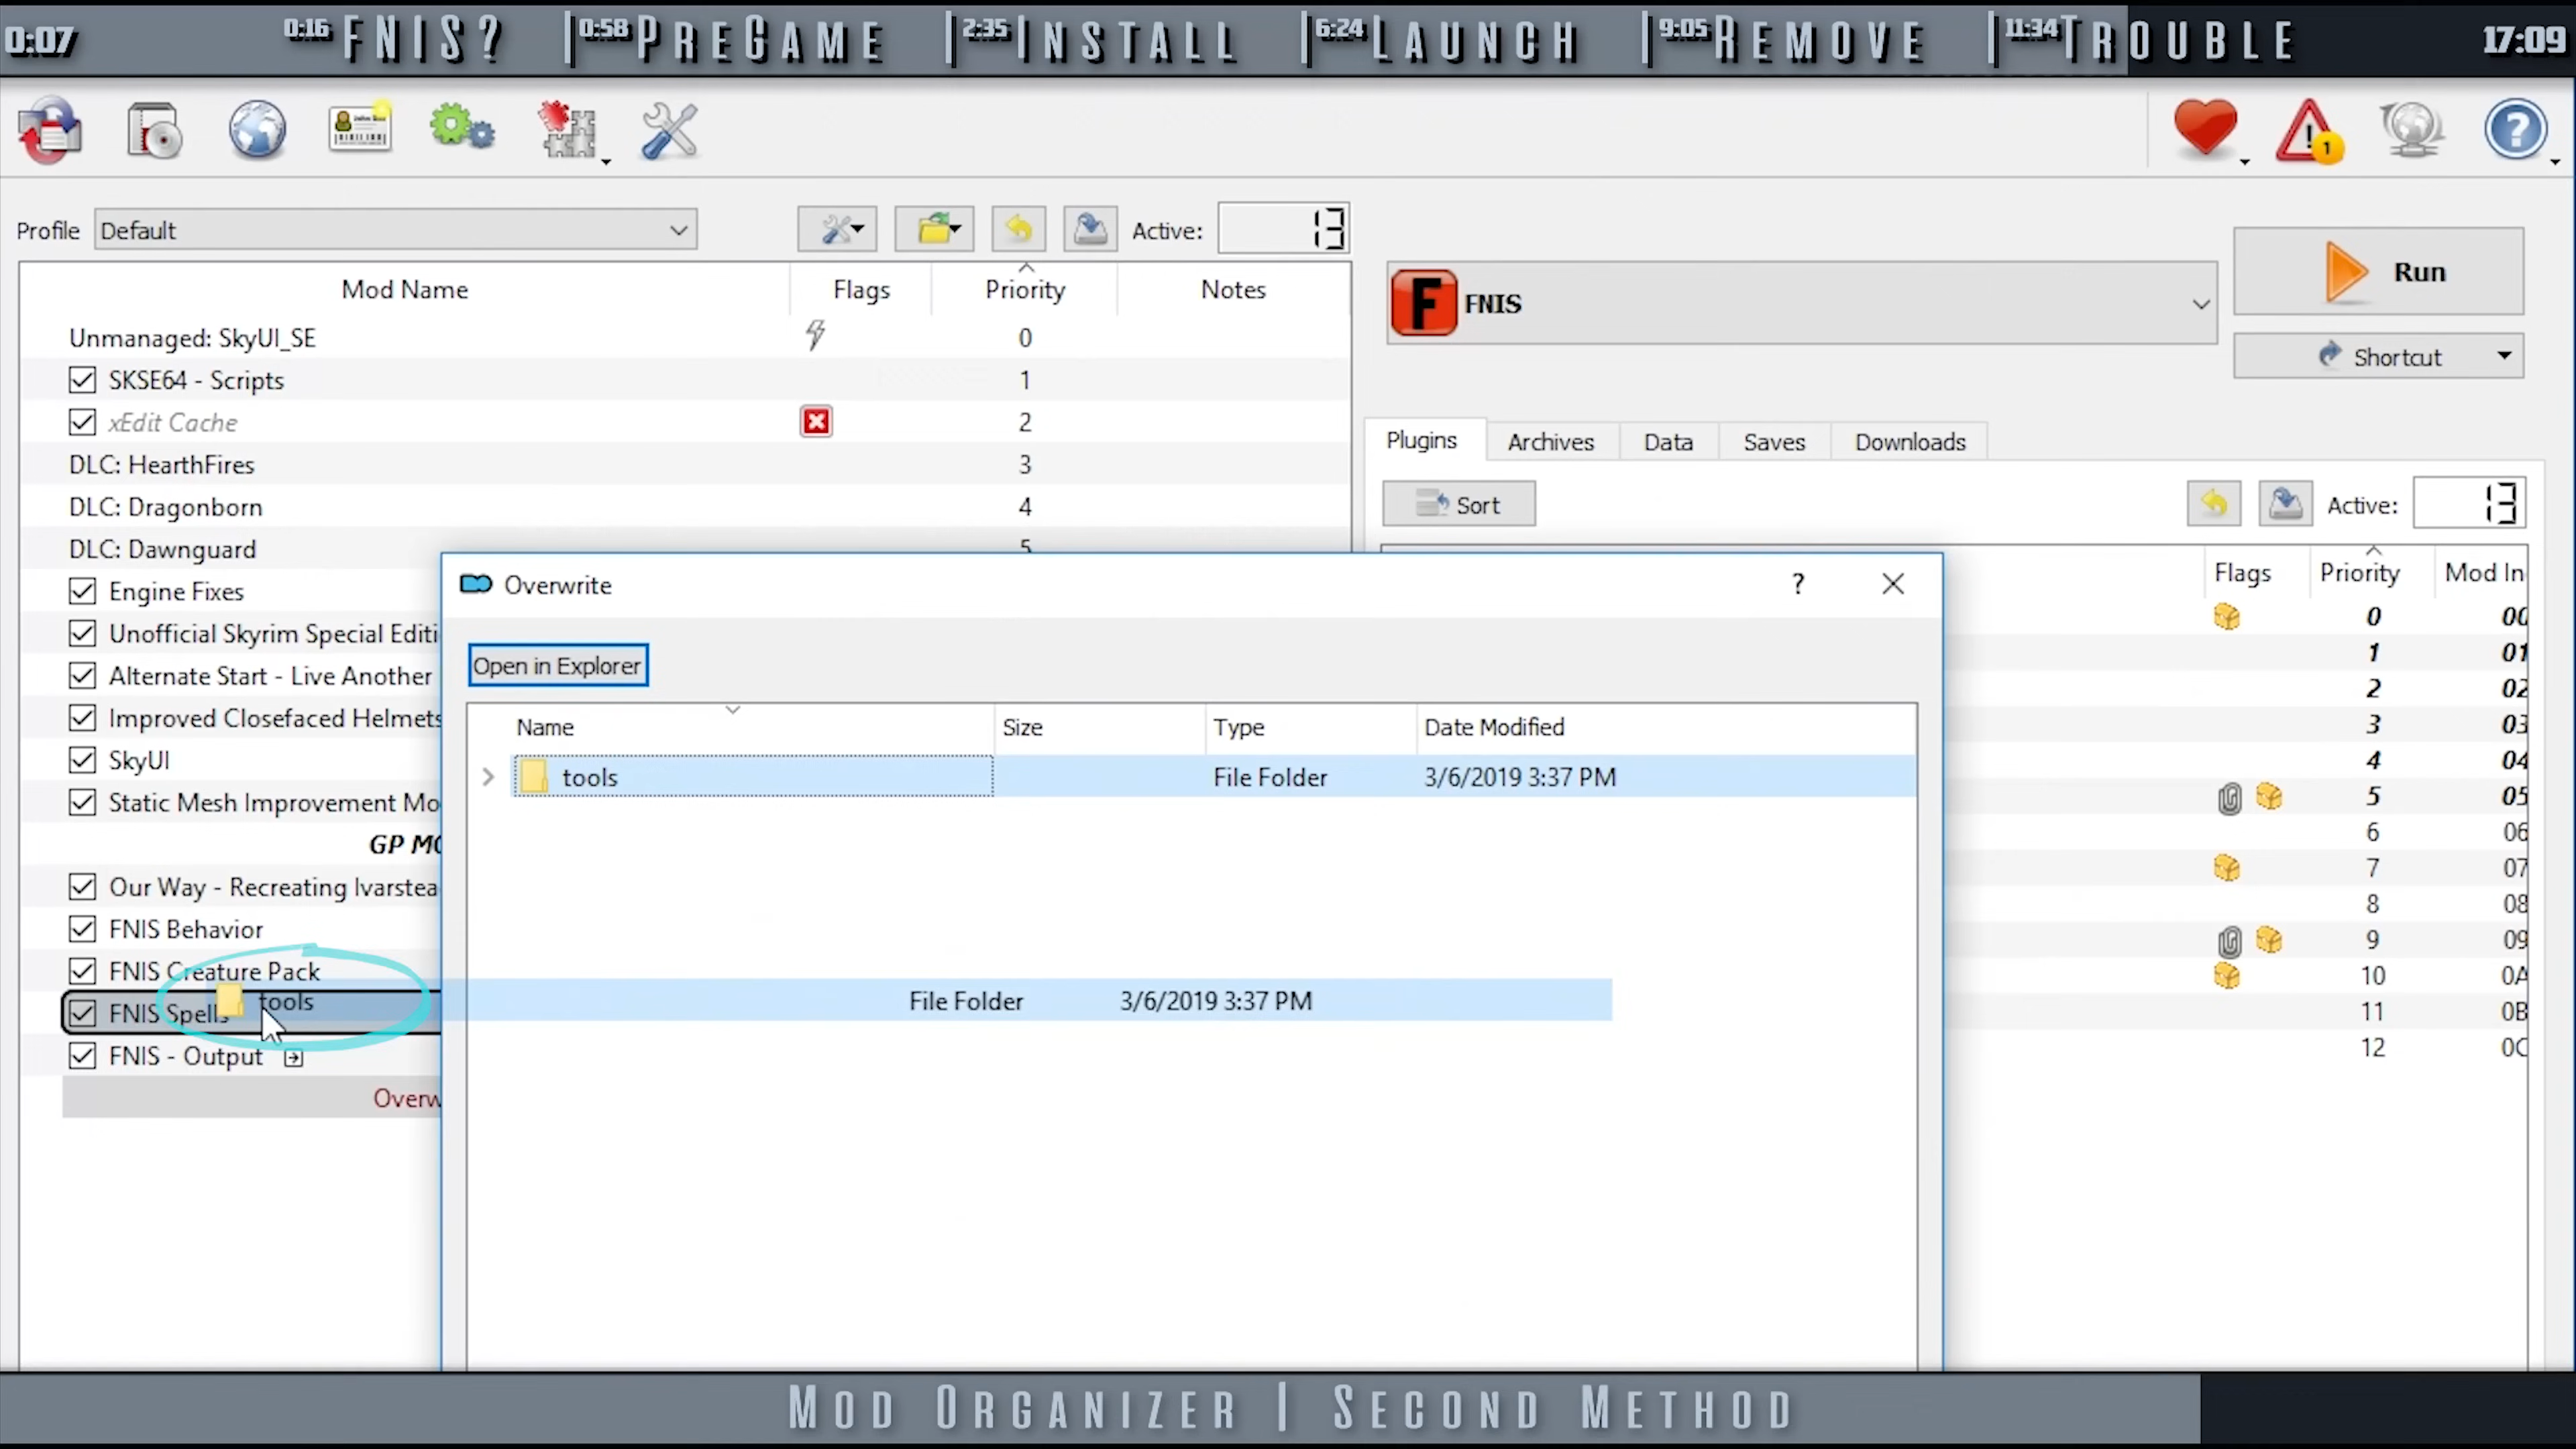 0:07 0:16 FNIS? 0:58 PREGAME 2:35 INSTALL 6:24 LAUNCH 9:05 REMOVE 11:34 TROUBLE 17:09
Profile Default Active: 13
Mod Name Flags Priority Notes
Unmanaged: SkyUI_SE 0
SKSE64 - Scripts 1
xEdit Cache 2
DLC: HearthFires 3
DLC: Dragonborn 4
DLC: Dawnguard 5
Engine Fixes
Unofficial Skyrim Special Editi
Alternate Start - Live Another
Improved Closefaced Helmets
SkyUI
Static Mesh Improvement Mo
GP MO
Our Way - Recreating Ivarstea
FNIS Behavior
FNIS Creature Pack
FNIS Spells
FNIS - Output
Overw
tools File Folder 3/6/2019 3:37 PM
Overwrite
?
Open in Explorer
Name Size Type Date Modified
tools File Folder 3/6/2019 3:37 PM
1
?
F FNIS
Run
Shortcut
Plugins Archives Data Saves Downloads
Sort Active: 13
Flags Priority Mod In
0 00
1 01
2 02
3 03
4 04
5 05
6 06
7 07
8 08
9 09
10 0A
11 0B
12 0C
MOD ORGANIZER | SECOND METHOD